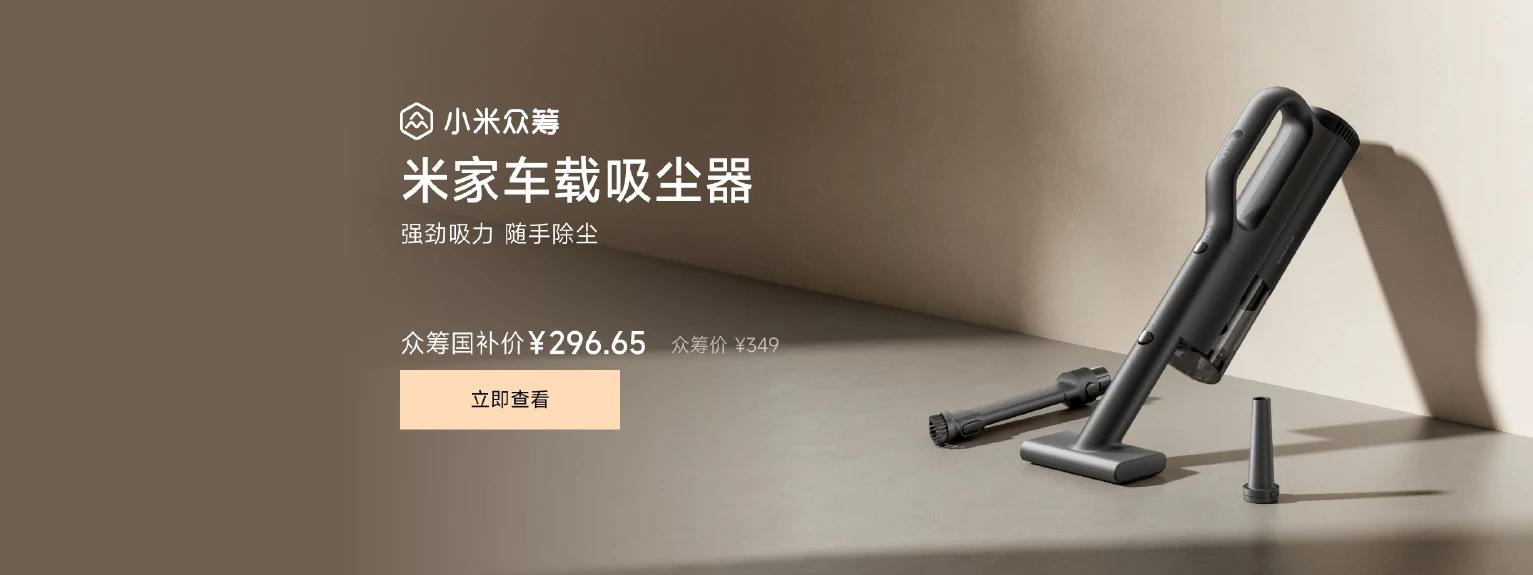 小米众筹
米家车载吸尘器
强劲吸力 随手除尘
众筹国补价¥296.65 众筹价 ¥349
立即查看